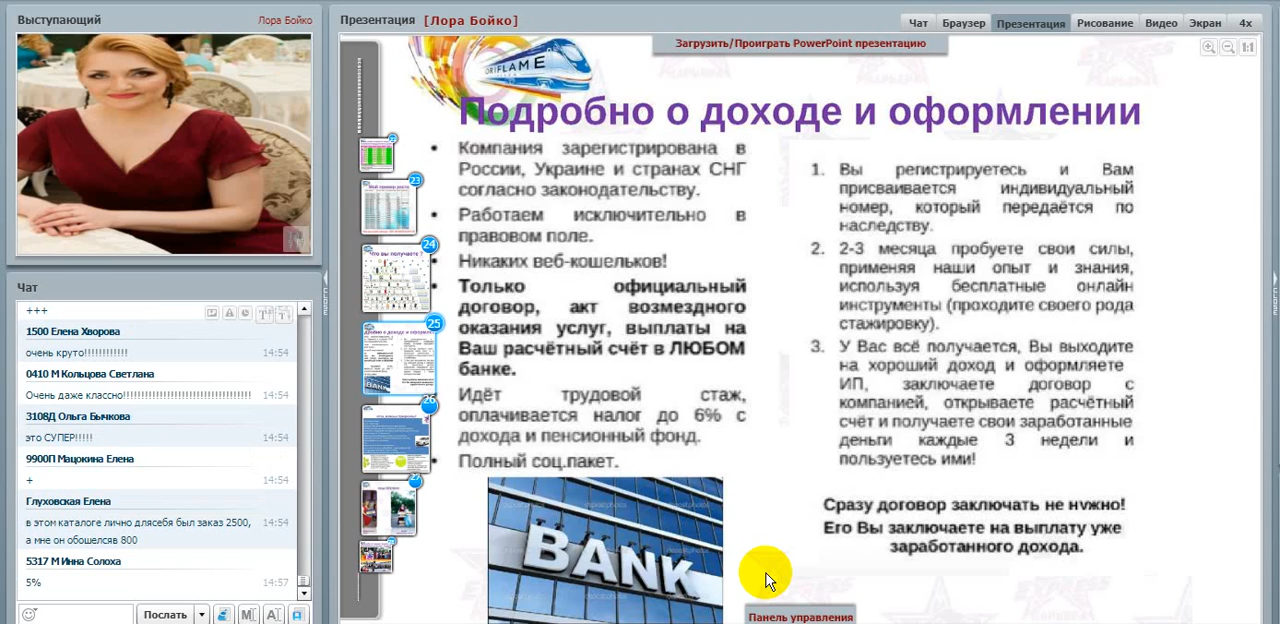 Выступающий
Лора Бойко
Чат
+++
1500 Елена Хворова
очень круто!!!!!!!!!!!!
14:54
0410 М Кольцова Светлана
Очень даже классно!!!!!!!!!!!!!!!!!!!!!!!!!!!!!!!!!
14:54
3108Д Ольга Бычкова
это СУПЕР!!!!!
14:54
9900П Мацокина Елена
+
14:54
Глуховская Елена
в этом каталоге лично длясебя был заказ 2500,
14:54
а мне он обошелсяв 800
5317 М Инна Солоха
5%
14:57
Послать
Презентация [Лора Бойко]
Чат Браузер Презентация Рисование Видео Экран 4x
Загрузить/Проиграть PowerPoint презентацию
1:1
ORIFLAME
Подробно о доходе и оформлении
23
24
25
26
• Компания зарегистрирована в
России, Украине и странах СНГ
согласно законодательству.
• Работаем исключительно в
правовом поле.
• Никаких веб-кошельков!
• Только официальный
договор, акт возмездного
оказания услуг, выплаты на
Ваш расчётный счёт в ЛЮБОМ
банке.
Идёт трудовой стаж,
оплачивается налог до 6% с
дохода и пенсионный фонд.
• Полный соц.пакет.
BANK
1. Вы регистрируетесь и Вам
присваивается индивидуальный
номер, который передаётся по
наследству.
2. 2-3 месяца пробуете свои силы,
применяя наши опыт и знания,
используя бесплатные онлайн
инструменты (проходите своего рода
стажировку).
3. У Вас всё получается, Вы выходите
на хороший доход и оформляете
ИП, заключаете договор с
компанией, открываете расчётный
счёт и получаете свои заработанные
деньги каждые 3 недели и
пользуетесь ими!
Сразу договор заключать не нужно!
Его Вы заключаете на выплату уже
заработанного дохода.
Панель управления